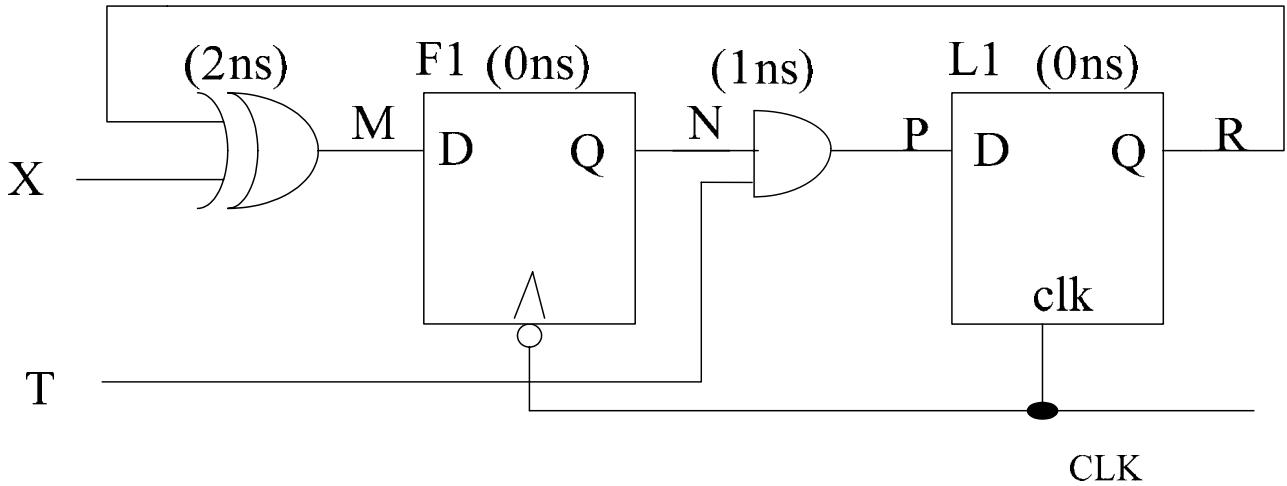 (2ns)
F1 (0ns)
(1ns)
L1 (0ns)
M
N
P
R
D Q
D Q
X
clk
T
CLK